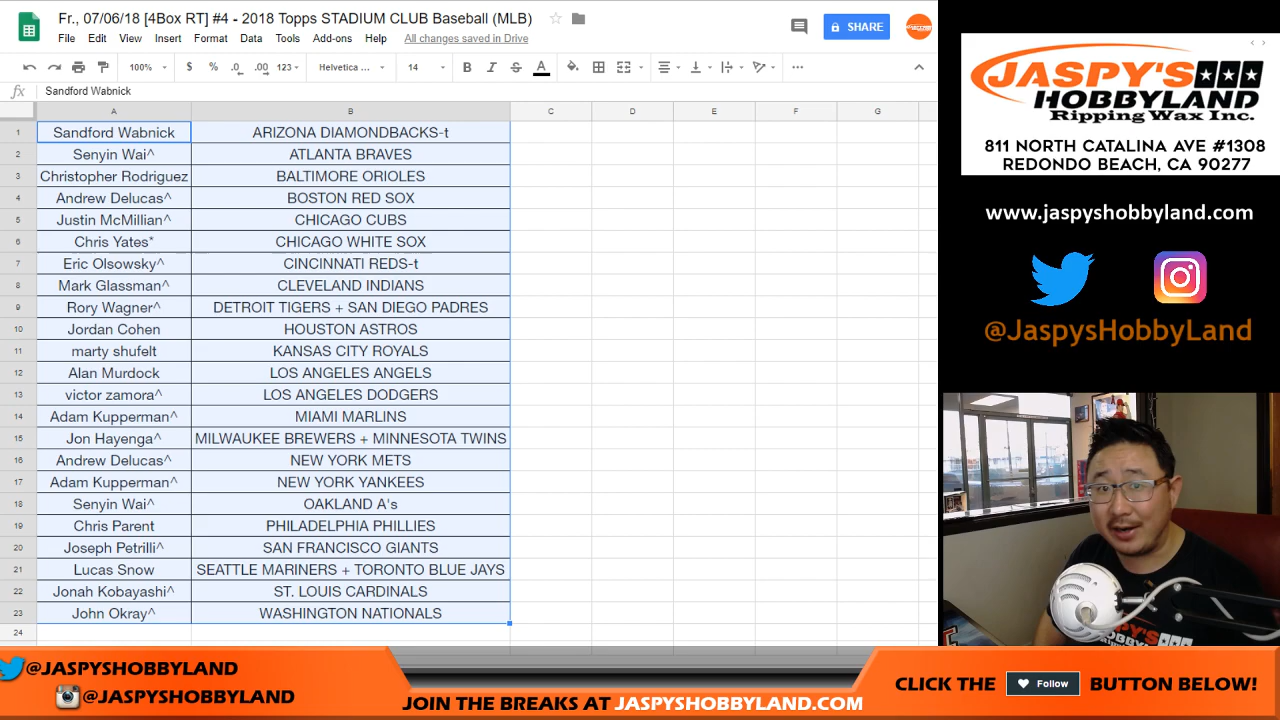 Fr., 07/06/18 [4Box RT] #4 - 2018 Topps STADIUM CLUB Baseball (MLB)
File Edit View Insert Format Data Tools Add-ons Help All changes saved in Drive
SHARE
100% $ % .0 .00 123 Helvetica ... 14 B I S A
fx Sandford Wabnick
A B C D E F G
1 Sandford Wabnick ARIZONA DIAMONDBACKS-t
2 Senyin Wai^ ATLANTA BRAVES
3 Christopher Rodriguez BALTIMORE ORIOLES
4 Andrew Delucas^ BOSTON RED SOX
5 Justin McMillian^ CHICAGO CUBS
6 Chris Yates* CHICAGO WHITE SOX
7 Eric Olsowsky^ CINCINNATI REDS-t
8 Mark Glassman^ CLEVELAND INDIANS
9 Rory Wagner^ DETROIT TIGERS + SAN DIEGO PADRES
10 Jordan Cohen HOUSTON ASTROS
11 marty shufelt KANSAS CITY ROYALS
12 Alan Murdock LOS ANGELES ANGELS
13 victor zamora^ LOS ANGELES DODGERS
14 Adam Kupperman^ MIAMI MARLINS
15 Jon Hayenga^ MILWAUKEE BREWERS + MINNESOTA TWINS
16 Andrew Delucas^ NEW YORK METS
17 Adam Kupperman^ NEW YORK YANKEES
18 Senyin Wai^ OAKLAND A's
19 Chris Parent PHILADELPHIA PHILLIES
20 Joseph Petrilli^ SAN FRANCISCO GIANTS
21 Lucas Snow SEATTLE MARINERS + TORONTO BLUE JAYS
22 Jonah Kobayashi^ ST. LOUIS CARDINALS
23 John Okray^ WASHINGTON NATIONALS
24
JASPY'S
HOBBYLAND
Ripping Wax Inc.
811 NORTH CATALINA AVE #1308
REDONDO BEACH, CA 90277
www.jaspyshobbyland.com
@JaspysHobbyLand
@JASPYSHOBBYLAND
@JASPYSHOBBYLAND
JOIN THE BREAKS AT JASPYSHOBBYLAND.COM
CLICK THE Follow BUTTON BELOW!